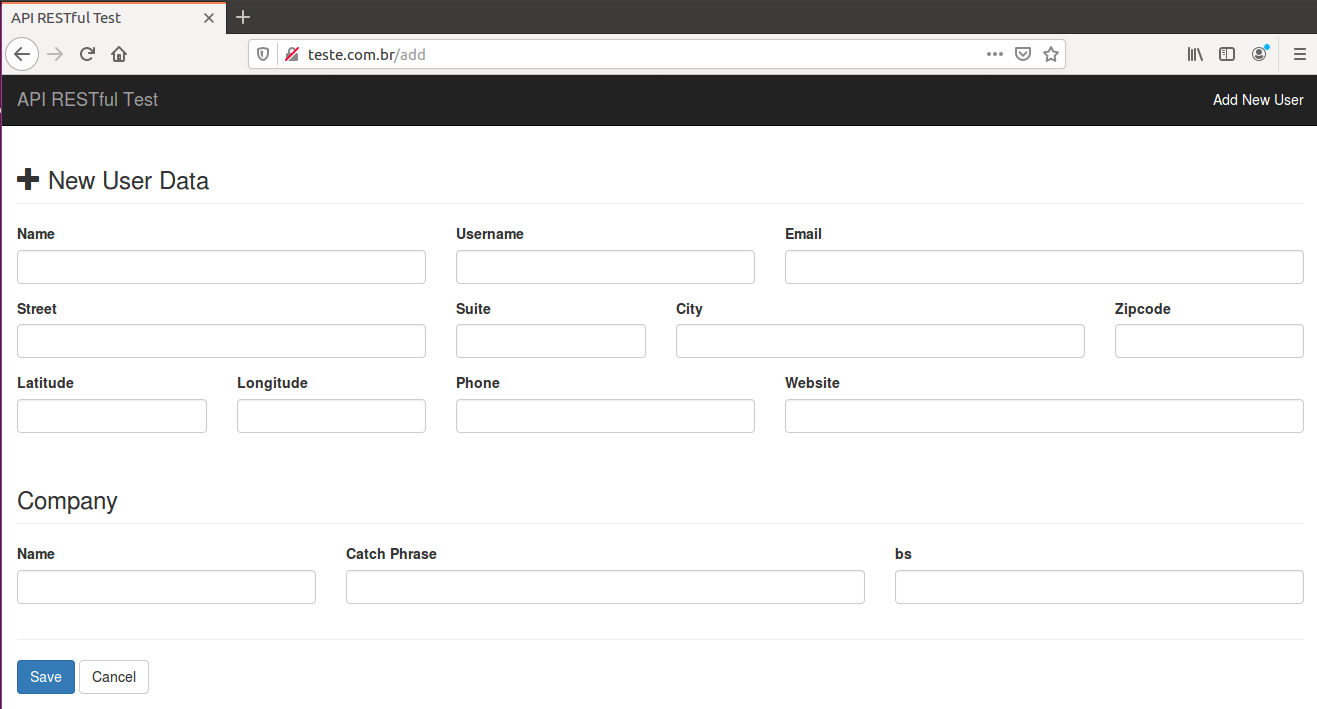 API RESTful Test
teste.com.br/add
API RESTful Test Add New User
New User Data
Name Username Email
Street Suite City Zipcode
Latitude Longitude Phone Website
Company
Name Catch Phrase bs
Save Cancel